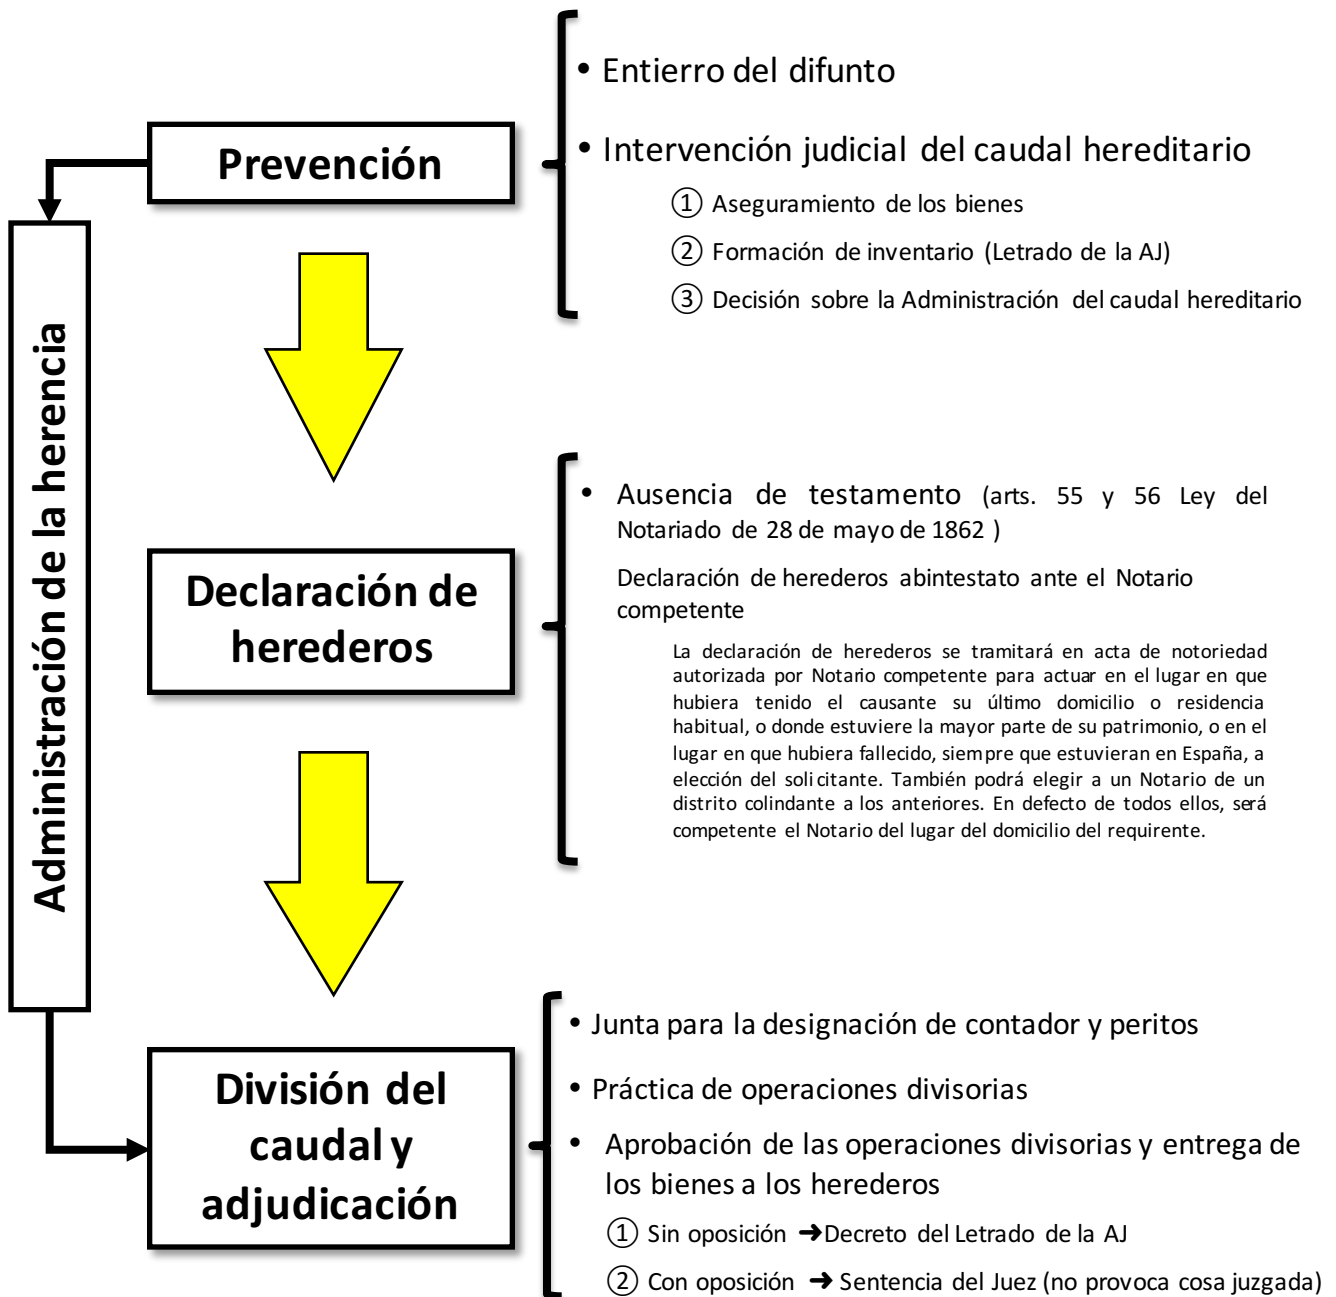 Administración de la herencia
Prevención
• Entierro del difunto
• Intervención judicial del caudal hereditario
① Aseguramiento de los bienes
② Formación de inventario (Letrado de la AJ)
③ Decisión sobre la Administración del caudal hereditario
Declaración de
herederos
• Ausencia de testamento (arts. 55 y 56 Ley del
Notariado de 28 de mayo de 1862 )
Declaración de herederos abintestato ante el Notario
competente
La declaración de herederos se tramitará en acta de notoriedad
autorizada por Notario competente para actuar en el lugar en que
hubiera tenido el causante su último domicilio o residencia
habitual, o donde estuviere la mayor parte de su patrimonio, o en el
lugar en que hubiera fallecido, siempre que estuvieran en España, a
elección del solicitante. También podrá elegir a un Notario de un
distrito colindante a los anteriores. En defecto de todos ellos, será
competente el Notario del lugar del domicilio del requirente.
División del
caudal y
adjudicación
• Junta para la designación de contador y peritos
• Práctica de operaciones divisorias
• Aprobación de las operaciones divisorias y entrega de
los bienes a los herederos
① Sin oposición ➜Decreto del Letrado de la AJ
② Con oposición ➜ Sentencia del Juez (no provoca cosa juzgada)